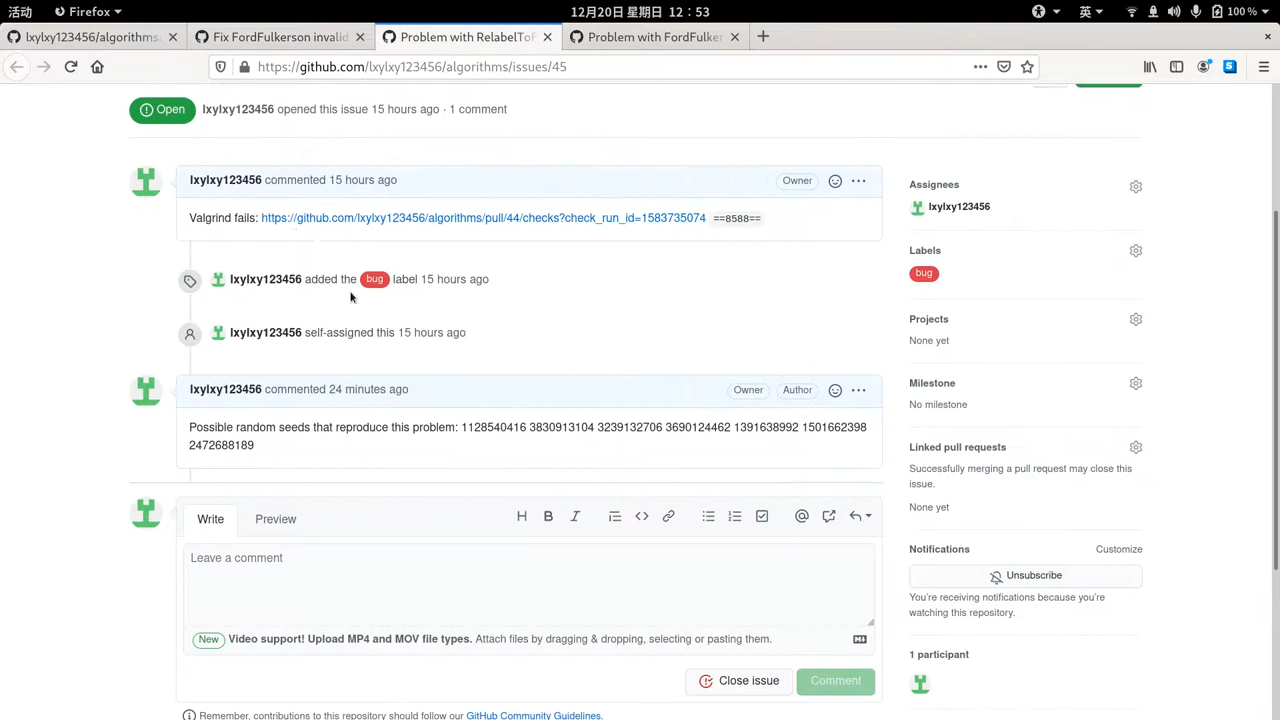 活动 Firefox 12月20日 星期日 12：53 英 100 %
lxylxy123456/algorithms: Fix FordFulkerson invalid Problem with RelabelToF Problem with FordFulker
https://github.com/lxylxy123456/algorithms/issues/45
Open lxylxy123456 opened this issue 15 hours ago · 1 comment
lxylxy123456 commented 15 hours ago Owner
Valgrind fails: https://github.com/lxylxy123456/algorithms/pull/44/checks?check_run_id=1583735074 ==8588==
lxylxy123456 added the bug label 15 hours ago
lxylxy123456 self-assigned this 15 hours ago
lxylxy123456 commented 24 minutes ago Owner Author
Possible random seeds that reproduce this problem: 1128540416 3830913104 3239132706 3690124462 1391638992 1501662398
2472688189
Write Preview
Leave a comment
New Video support! Upload MP4 and MOV file types. Attach files by dragging & dropping, selecting or pasting them.
Close issue Comment
Remember, contributions to this repository should follow our GitHub Community Guidelines.
Assignees
lxylxy123456
Labels
bug
Projects
None yet
Milestone
No milestone
Linked pull requests
Successfully merging a pull request may close this
issue.
None yet
Notifications Customize
Unsubscribe
You're receiving notifications because you're
watching this repository.
1 participant